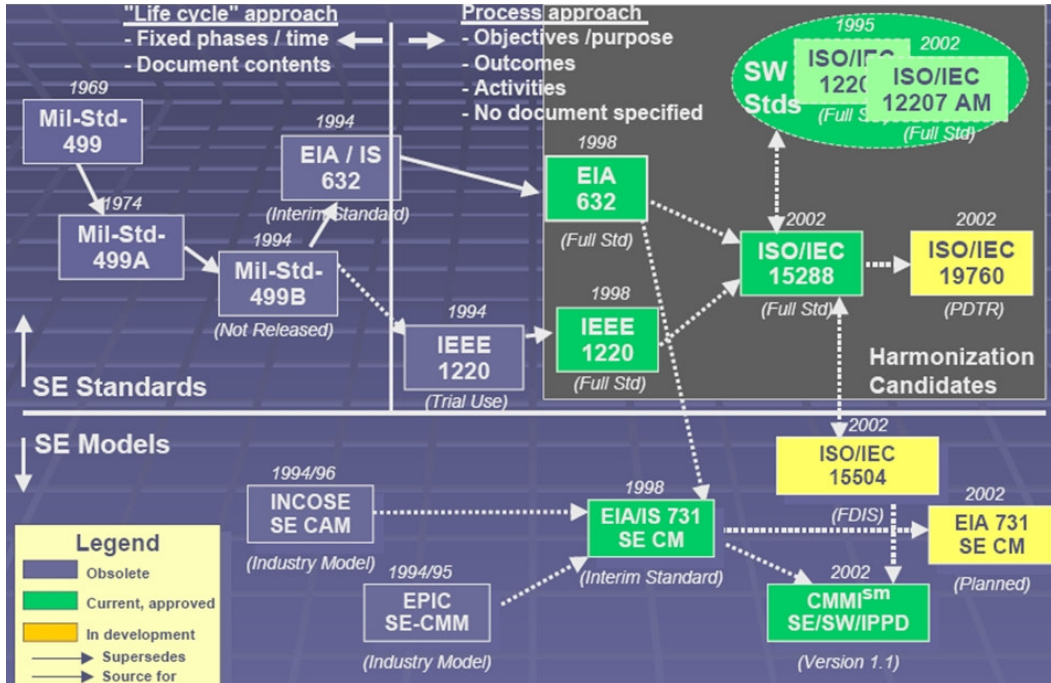 "Life cycle" approach
- Fixed phases / time
- Document contents
Process approach
- Objectives /purpose
- Outcomes
- Activities
- No document specified
1969
Mil-Std-
499
1974
Mil-Std-
499A
1994
Mil-Std-
499B
(Not Released)
1994
EIA / IS
632
(Interim Standard)
1994
IEEE
1220
(Trial Use)
1998
EIA
632
(Full Std)
1998
IEEE
1220
(Full Std)
SW
Stds
1995
ISO/IEC
1220
(Full St
2002
ISO/IEC
12207 AM
(Full Std)
2002
ISO/IEC
15288
(Full Std)
ISO/IEC
19760
(PDTR)
Harmonization
Candidates
SE Standards
SE Models
1994/96
INCOSE
SE CAM
(Industry Model)
1994/95
EPIC
SE-CMM
(Industry Model)
1998
EIA/IS 731
SE CM
(Interim Standard)
2002
ISO/IEC
15504
(FDIS)
2002
EIA 731
SE CM
(Planned)
2002
CMMIsm
SE/SW/IPPD
(Version 1.1)
Legend
Obsolete
Current, approved
In development
Supersedes
Source for